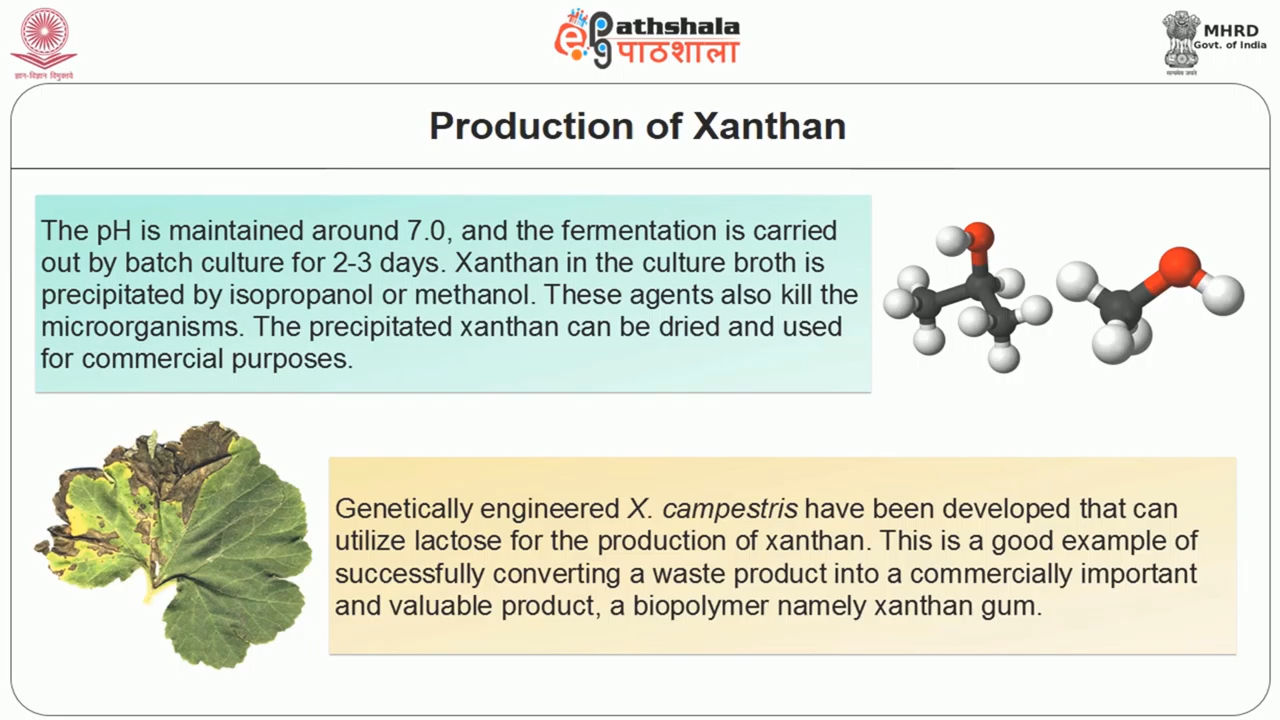 ज्ञान-विज्ञान विमुक्तये
ePathshala
पाठशाला
MHRD
Govt. of India
सत्यमेव जयते
Production of Xanthan
The pH is maintained around 7.0, and the fermentation is carried
out by batch culture for 2-3 days. Xanthan in the culture broth is
precipitated by isopropanol or methanol. These agents also kill the
microorganisms. The precipitated xanthan can be dried and used
for commercial purposes.
Genetically engineered X. campestris have been developed that can
utilize lactose for the production of xanthan. This is a good example of
successfully converting a waste product into a commercially important
and valuable product, a biopolymer namely xanthan gum.